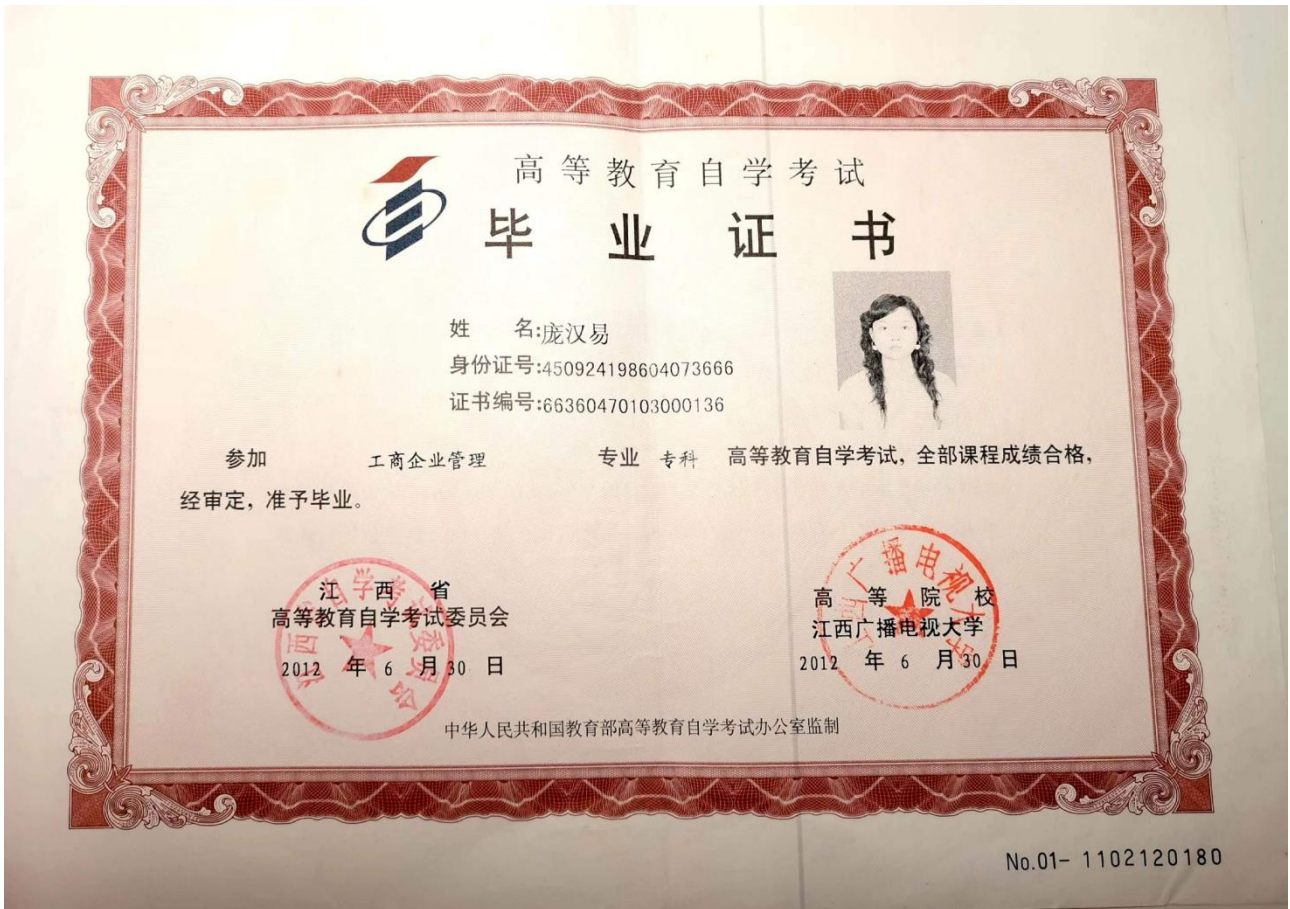 高等教育自学考试
毕业证书
姓名:庞汉易
身份证号:450924198604073666
证书编号:66360470103000136
参加 工商企业管理 专业 专科 高等教育自学考试，全部课程成绩合格，
经审定，准予毕业。
江西省
高等教育自学考试委员会
2012 年 6 月 30 日
高等院校
江西广播电视大学
2012 年 6 月 30 日
中华人民共和国教育部高等教育自学考试办公室监制
No.01- 1102120180